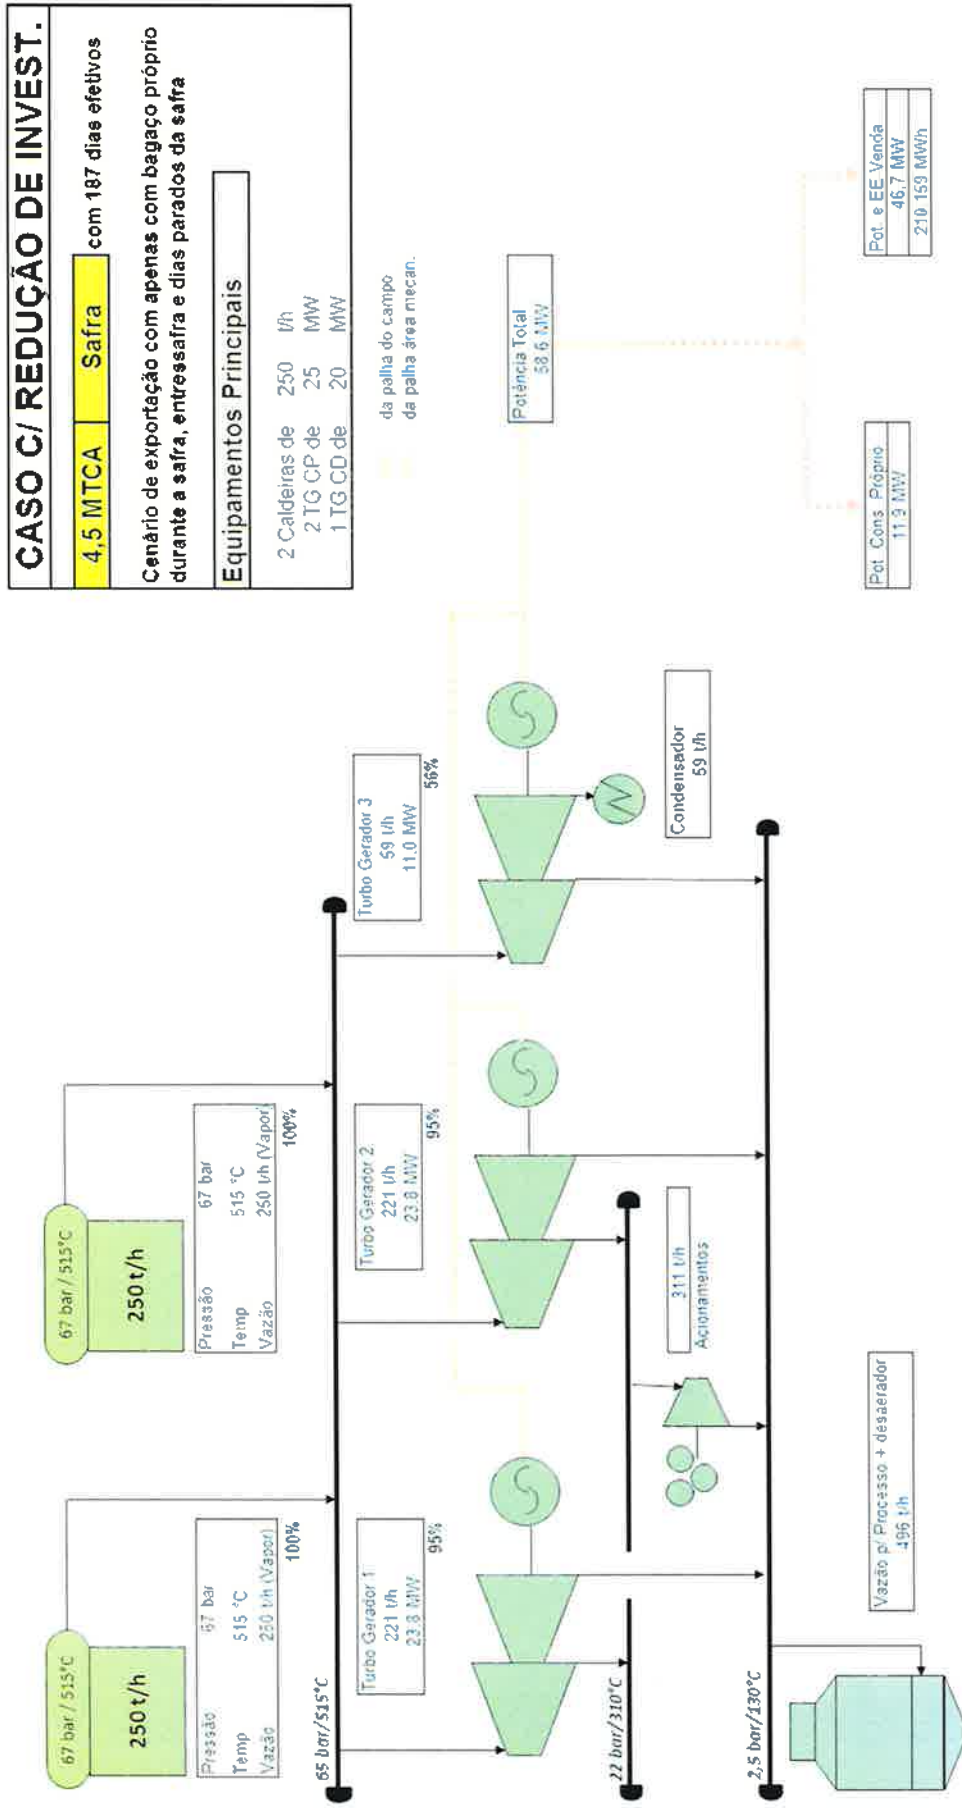 CASO C/ REDUÇÃO DE INVEST.
4,5 MTCA Safra com 187 dias efetivos
Cenário de exportação com apenas com bagaço próprio
durante a safra, entressafra e dias parados da safra
Equipamentos Principais
2 Caldeiras de 250 t/h
2 TG CP de 25 MW
1 TG CD de 20 MW
da palha do campo
da palha área mecan.
67 bar / 515°C
250 t/h
Pressão 67 bar
Temp 515 °C
Vazão 250 t/h (Vapor)
100%
67 bar / 515°C
250 t/h
Pressão 67 bar
Temp 515 °C
Vazão 250 t/h (Vapor)
100%
65 bar/515°C
Turbo Gerador 1
221 t/h
23.8 MW
95%
Turbo Gerador 2
221 t/h
23.8 MW
95%
Turbo Gerador 3
59 t/h
11.0 MW
56%
Potência Total
58.6 MW
22 bar/310°C
311 t/h
Acionamentos
Condensador
59 t/h
Pot. Cons Próprio
11.9 MW
Pot. e EE Venda
46.7 MW
210 159 MWh
2,5 bar/130°C
Vazão p/ Processo + desaerador
496 t/h